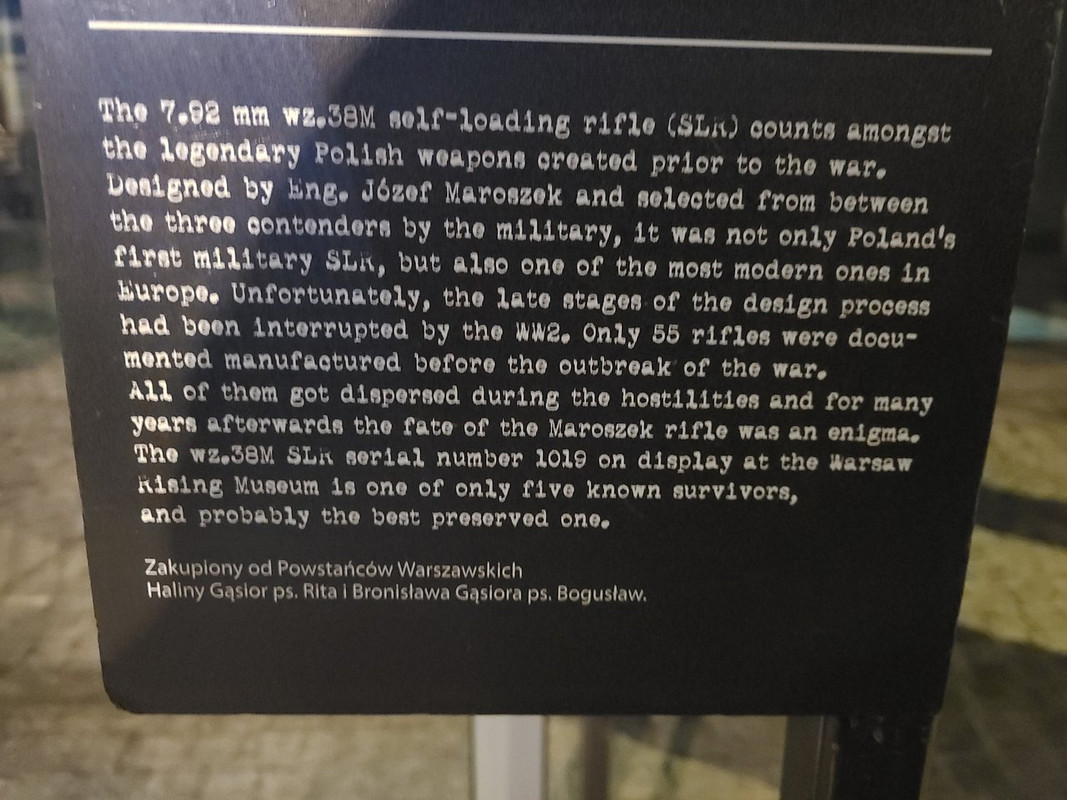 The 7.92 mm wz.38M self-loading rifle (SLR) counts amongst
the legendary Polish weapons created prior to the war.
Designed by Eng. Józef Maroszek and selected from between
the three contenders by the military, it was not only Poland's
first military SLR, but also one of the most modern ones in
Europe. Unfortunately, the late stages of the design process
had been interrupted by the WW2. Only 55 rifles were docu-
mented manufactured before the outbreak of the war.
All of them got dispersed during the hostilities and for many
years afterwards the fate of the Maroszek rifle was an enigma.
The wz.38M SLR serial number 1019 on display at the Warsaw
Rising Museum is one of only five known survivors,
and probably the best preserved one.
Zakupiony od Powstańców Warszawskich
Haliny Gąsior ps. Rita i Bronisława Gąsiora ps. Bogusław.